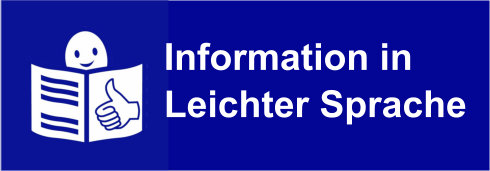 Information in
Leichter Sprache